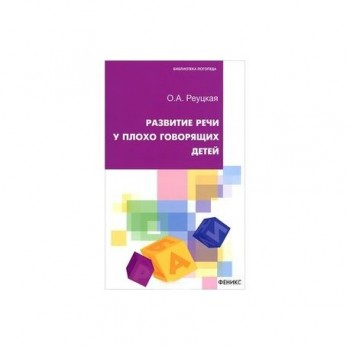 БИБЛИОТЕКА ЛОГОПЕДА
О.А. Реуцкая
РАЗВИТИЕ РЕЧИ
У ПЛОХО ГОВОРЯЩИХ
ДЕТЕЙ
Р А Й
ФЕНИКС